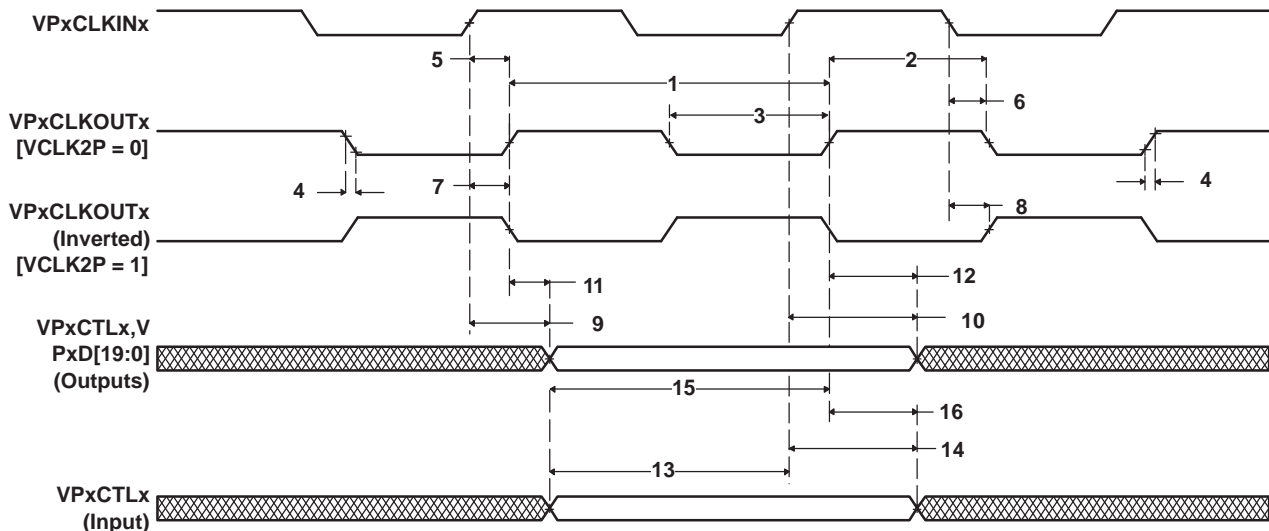 VPxCLKINx
5
1
2
6
VPxCLKOUTx
[VCLK2P = 0]
3
4
7
4
VPxCLKOUTx
(Inverted)
[VCLK2P = 1]
8
11
12
9
10
VPxCTLx,V
PxD[19:0]
(Outputs)
15
16
14
13
VPxCTLx
(Input)